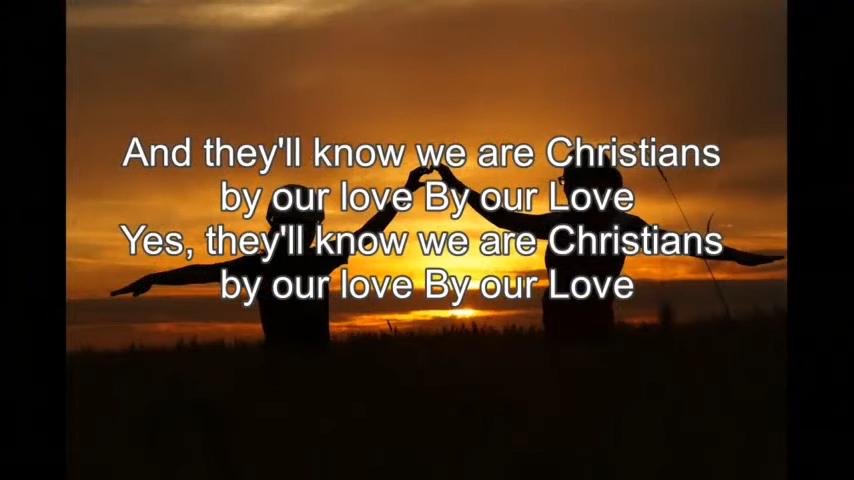 And they'll know we are Christians
by our love By our Love
Yes, they'll know we are Christians
by our love By our Love